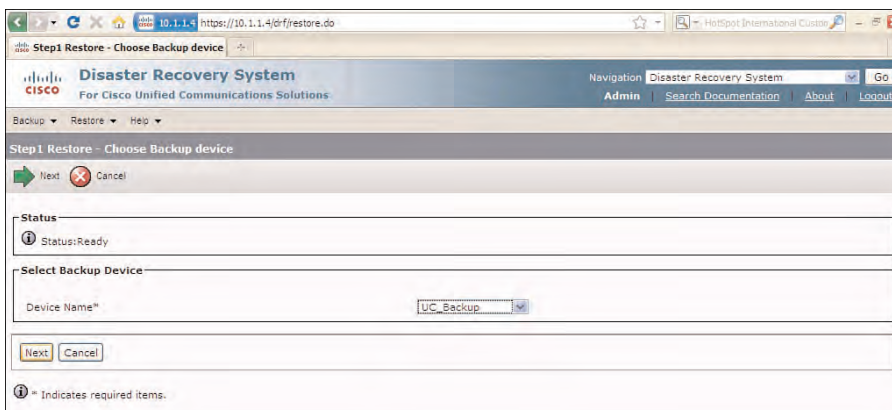 10.1.1.4 https://10.1.1.4/drf/restore.do
HotSpot International Custom
Step1 Restore - Choose Backup device
cisco
Disaster Recovery System
For Cisco Unified Communications Solutions
Navigation Disaster Recovery System Go
Admin | Search Documentation | About | Logout
Backup Restore Help
Step1 Restore - Choose Backup device
Next Cancel
Status
Status:Ready
Select Backup Device
Device Name* UC_Backup
Next Cancel
* Indicates required items.